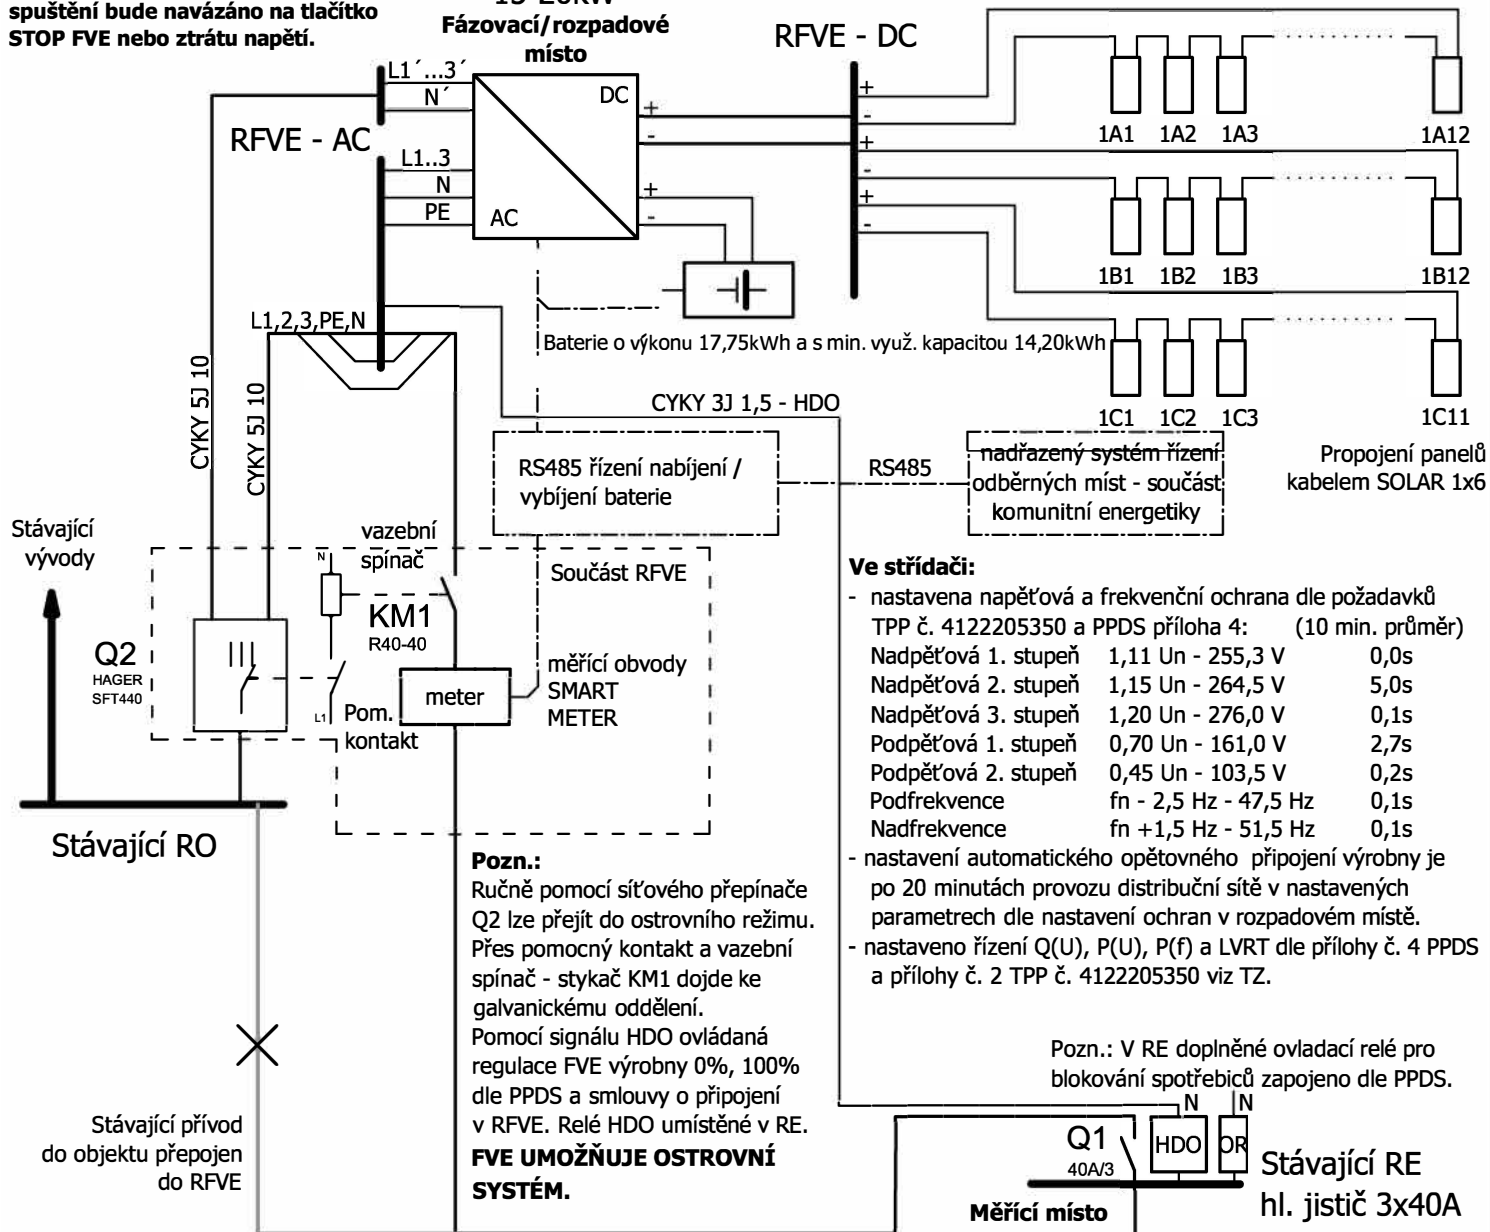 spuštění bude navázáno na tlačítko
STOP FVE nebo ztrátu napětí.
Fázovací/rozpadové
místo
RFVE - DC
L1´...3´
N´
DC
+
-
RFVE - AC
L1..3
N
PE
AC
+
-
+
-
+
-
+
-
1A1
1A2
1A3
1A12
1B1
1B2
1B3
1B12
1C1
1C2
1C3
1C11
Propojení panelů
kabelem SOLAR 1x6
L1,2,3,PE,N
Baterie o výkonu 17,75kWh a s min. využ. kapacitou 14,20kWh
CYKY 5J 10
CYKY 5J 10
CYKY 3J 1,5 - HDO
RS485 řízení nabíjení /
vybíjení baterie
RS485
nadřazený systém řízení
odběrných míst - součást
komunitní energetiky
Stávající
vývody
vazební
spínač
N
Součást RFVE
KM1
R40-40
Q2
HAGER
SFT440
L1
Pom.
kontakt
meter
měřící obvody
SMART
METER
Stávající RO
Ve střídači:
- nastavena napěťová a frekvenční ochrana dle požadavků
TPP č. 4122205350 a PPDS příloha 4: (10 min. průměr)
Nadpěťová 1. stupeň 1,11 Un - 255,3 V 0,0s
Nadpěťová 2. stupeň 1,15 Un - 264,5 V 5,0s
Nadpěťová 3. stupeň 1,20 Un - 276,0 V 0,1s
Podpěťová 1. stupeň 0,70 Un - 161,0 V 2,7s
Podpěťová 2. stupeň 0,45 Un - 103,5 V 0,2s
Podfrekvence fn - 2,5 Hz - 47,5 Hz 0,1s
Nadfrekvence fn +1,5 Hz - 51,5 Hz 0,1s
- nastavení automatického opětovného připojení výrobny je
po 20 minutách provozu distribuční sítě v nastavených
parametrech dle nastavení ochran v rozpadovém místě.
- nastaveno řízení Q(U), P(U), P(f) a LVRT dle přílohy č. 4 PPDS
a přílohy č. 2 TPP č. 4122205350 viz TZ.
Pozn.:
Ručně pomocí síťového přepínače
Q2 lze přejít do ostrovního režimu.
Přes pomocný kontakt a vazební
spínač - stykač KM1 dojde ke
galvanickému oddělení.
Pomocí signálu HDO ovládaná
regulace FVE výrobny 0%, 100%
dle PPDS a smlouvy o připojení
v RFVE. Relé HDO umístěné v RE.
FVE UMOŽŇUJE OSTROVNÍ
SYSTÉM.
Stávající přívod
do objektu přepojen
do RFVE
Pozn.: V RE doplněné ovladací relé pro
blokování spotřebiců zapojeno dle PPDS.
N
N
Q1
40A/3
HDO
OR
Stávající RE
hl. jistič 3x40A
Měřící místo